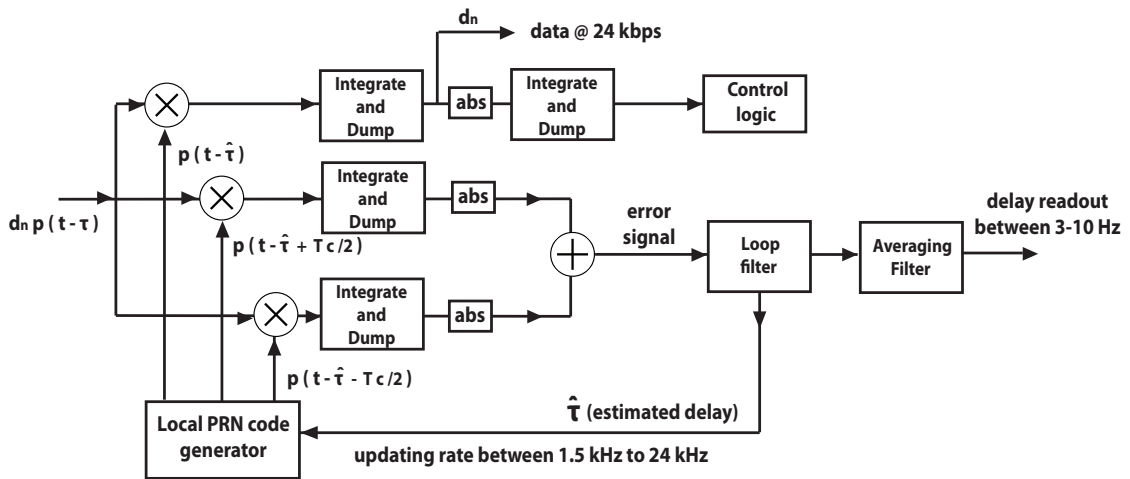 dn
data @ 24 kbps
Integrate
and
Dump
abs
Integrate
and
Dump
Control
logic
p ( t - τ̂ )
Integrate
and
Dump
abs
dn p ( t - τ )
p ( t - τ̂ + T c / 2 )
error
signal
Loop
filter
Averaging
Filter
delay readout
between 3-10 Hz
Integrate
and
Dump
abs
p ( t - τ̂ - T c / 2 )
Local PRN code
generator
τ̂ (estimated delay)
updating rate between 1.5 kHz to 24 kHz